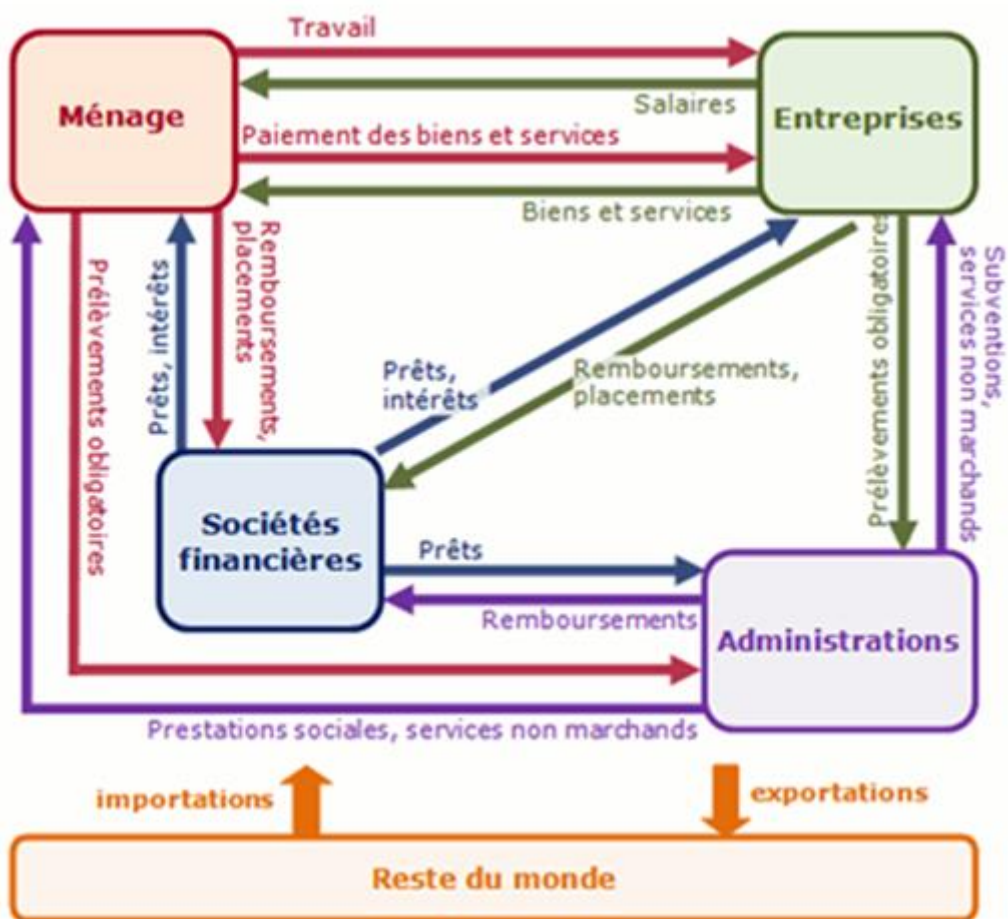 Travail
Ménage
Entreprises
Salaires
Paiement des biens et services
Biens et services
Prélèvements obligatoires
Prêts, intérêts
Remboursements,
placements
Prêts,
intérêts
Remboursements,
placements
Prélèvements obligatoires
Subventions,
services non marchands
Sociétés
financières
Prêts
Remboursements
Administrations
Prestations sociales, services non marchands
importations
exportations
Reste du monde